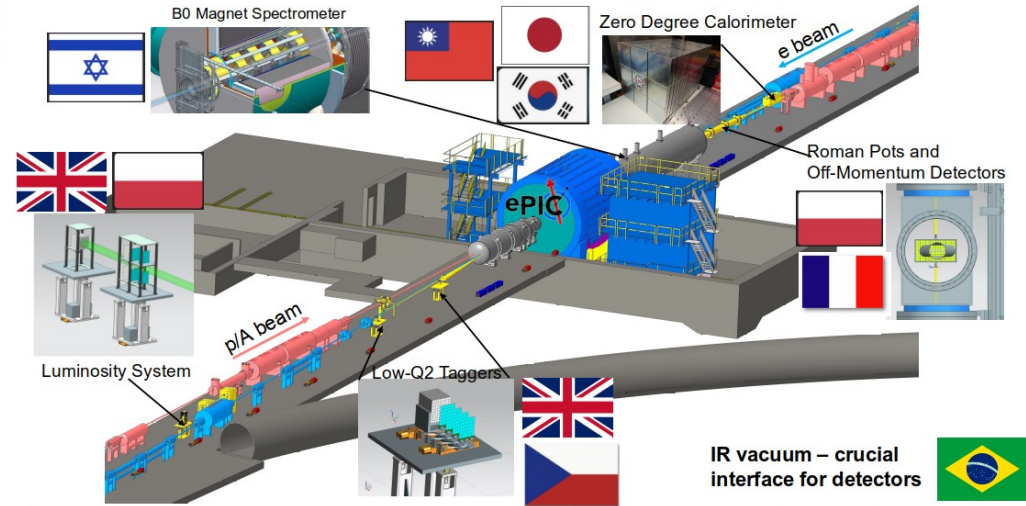 B0 Magnet Spectrometer
Zero Degree Calorimeter
e beam
Roman Pots and
Off-Momentum Detectors
ePIC
p/A beam
Luminosity System
Low-Q2 Taggers
IR vacuum – crucial
interface for detectors